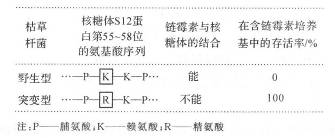 枯草杆菌 核糖体S12蛋白第55~58位的氨基酸序列 链霉素与核糖体的结合 在含链霉素培养基中的存活率/%
野生型 …—P—K—K—P… 能 0
突变型 …—P—R—K—P… 不能 100
注:P——脯氨酸;K——赖氨酸;R——精氨酸